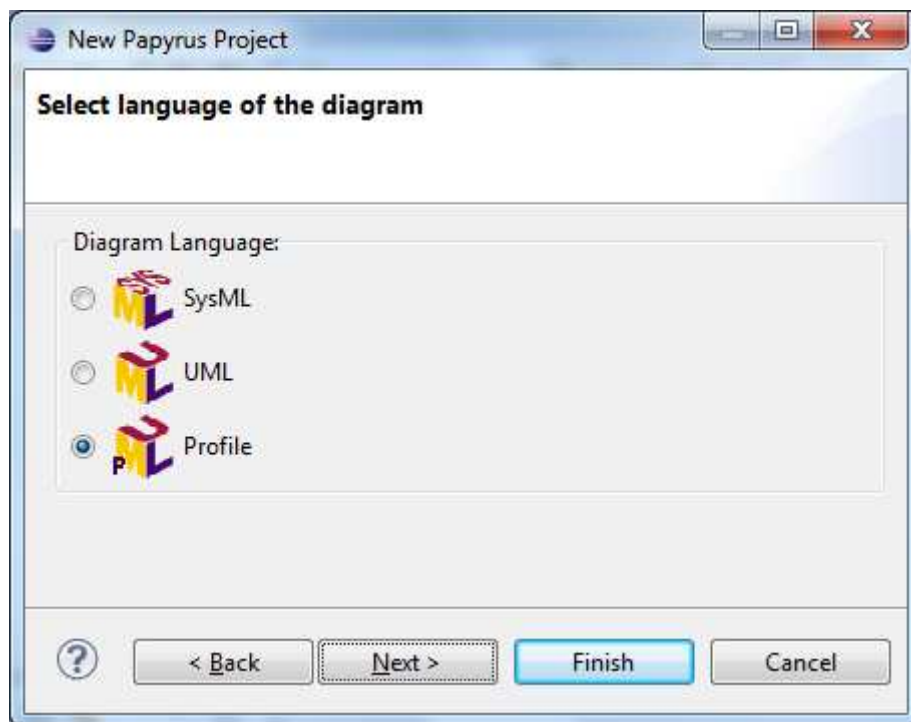 New Papyrus Project
Select language of the diagram
Diagram Language:
SysML
UML
Profile
< Back Next > Finish Cancel